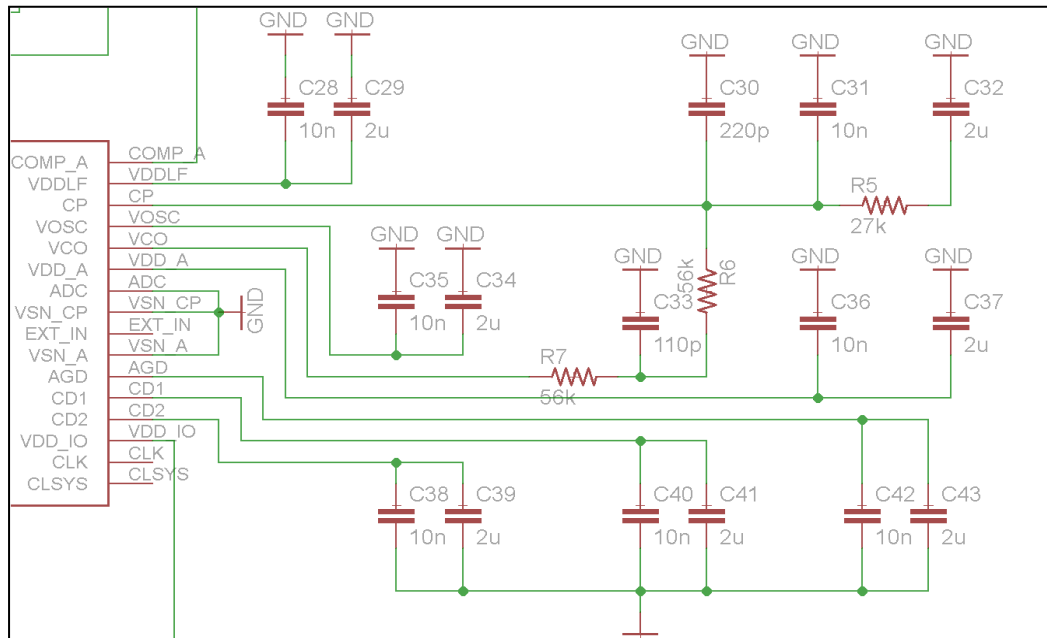 GND GND
C28 C29
10n 2u
GND GND GND
C30 C31 C32
220p 10n 2u
COMP_A COMP_A
VDDLF VDDLF
CP CP
VOSC VOSC
VCO VCO
VDD_A VDD_A
ADC ADC
VSN_CP VSN_CP
EXT_IN EXT_IN
VSN_A VSN_A
AGD AGD
CD1 CD1
CD2 CD2
VDD_IO VDD_IO
CLK CLK
CLSYS CLSYS
GND
R5
27k
GND GND
C35 C34
10n 2u
GND
C33
110p
56k
R6
R7
56k
GND GND
C36 C37
10n 2u
C38 C39 C40 C41 C42 C43
10n 2u 10n 2u 10n 2u